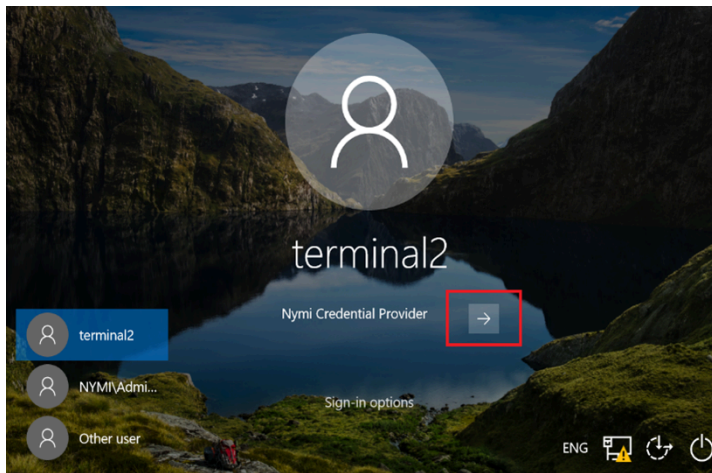 terminal2
Nymi Credential Provider
terminal2
NYMI\Admi...
Sign-in options
Other user
ENG